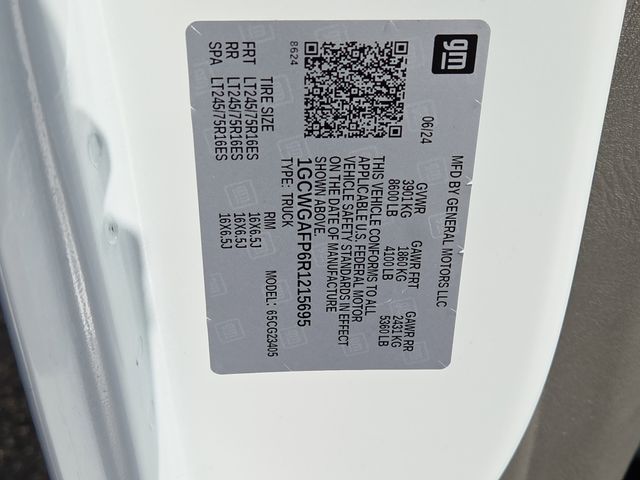 gm
MFD BY GENERAL MOTORS LLC
06/24 GVWR GAWR FRT GAWR RR
3901 KG 1860 KG 2431 KG
8600 LB 4100 LB 5360 LB
THIS VEHICLE CONFORMS TO ALL
APPLICABLE U.S. FEDERAL MOTOR
VEHICLE SAFETY STANDARDS IN EFFECT
ON THE DATE OF MANUFACTURE
SHOWN ABOVE.
1GCWGAFP6R1215695
TYPE: TRUCK MODEL: 65CG23405
8624
TIRE SIZE RIM
FRT LT245/75R16ES 16X6.5J
RR LT245/75R16ES 16X6.5J
SPA LT245/75R16ES 16X6.5J